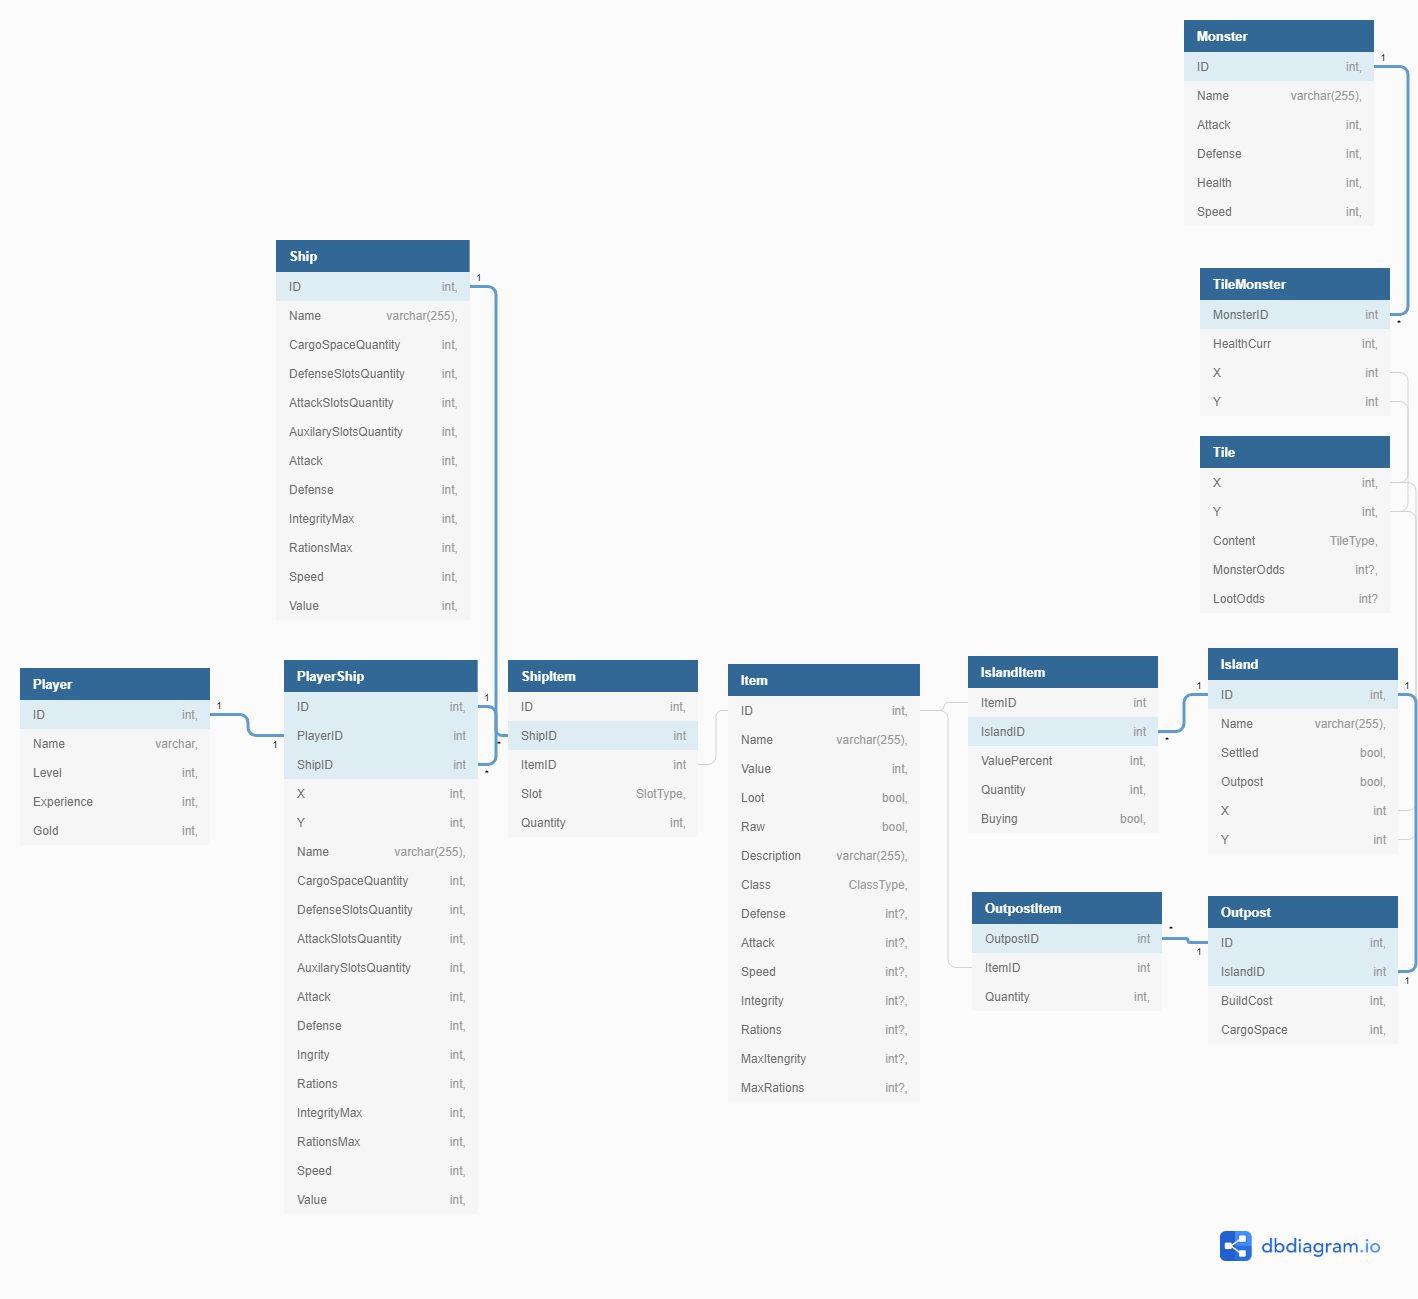 Monster
ID int,
Name varchar(255),
Attack int,
Defense int,
Health int,
Speed int,
1
TileMonster
MonsterID int
HealthCurr int,
X int
Y int
*
Tile
X int,
Y int,
Content TileType,
MonsterOdds int?,
LootOdds int?
Ship
ID int,
Name varchar(255),
CargoSpaceQuantity int,
DefenseSlotsQuantity int,
AttackSlotsQuantity int,
AuxilarySlotsQuantity int,
Attack int,
Defense int,
IntegrityMax int,
RationsMax int,
Speed int,
Value int,
1
Player
ID int,
Name varchar,
Level int,
Experience int,
Gold int,
1
1
PlayerShip
ID int,
PlayerID int
ShipID int
X int,
Y int,
Name varchar(255),
CargoSpaceQuantity int,
DefenseSlotsQuantity int,
AttackSlotsQuantity int,
AuxilarySlotsQuantity int,
Attack int,
Defense int,
Ingrity int,
Rations int,
IntegrityMax int,
RationsMax int,
Speed int,
Value int,
1
*
*
ShipItem
ID int,
ShipID int
ItemID int
Slot SlotType,
Quantity int,
Item
ID int,
Name varchar(255),
Value int,
Loot bool,
Raw bool,
Description varchar(255),
Class ClassType,
Defense int?,
Attack int?,
Speed int?,
Integrity int?,
Rations int?,
MaxItengrity int?,
MaxRations int?,
IslandItem
ItemID int
IslandID int
ValuePercent int,
Quantity int,
Buying bool,
*
1
Island
ID int,
Name varchar(255),
Settled bool,
Outpost bool,
X int
Y int
1
OutpostItem
OutpostID int
ItemID int
Quantity int,
*
1
Outpost
ID int,
IslandID int
BuildCost int,
CargoSpace int,
1
dbdiagram.io